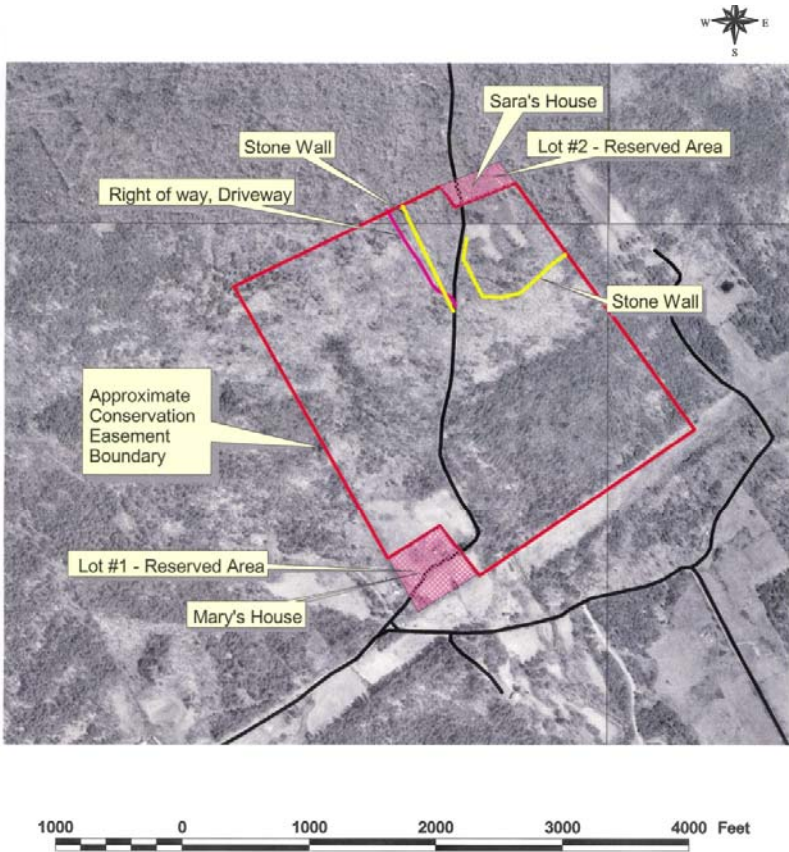 W E
S
Sara's House
Stone Wall
Lot #2 - Reserved Area
Right of way, Driveway
Stone Wall
Approximate
Conservation
Easement
Boundary
Lot #1 - Reserved Area
Mary's House
1000 0 1000 2000 3000 4000 Feet